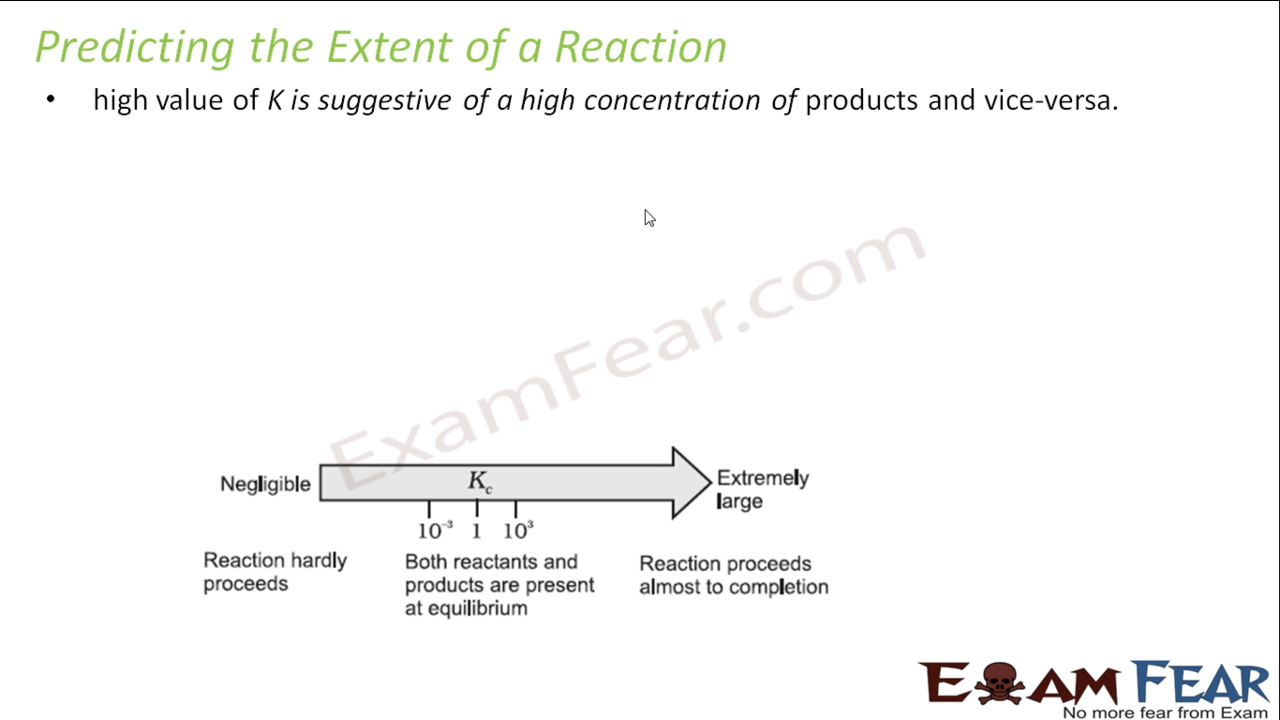 Predicting the Extent of a Reaction
• high value of K is suggestive of a high concentration of products and vice-versa.
ExamFear.com
Negligible
K꜀
Extremely
large
10⁻³ 1 10³
Reaction hardly
proceeds
Both reactants and
products are present
at equilibrium
Reaction proceeds
almost to completion
EXAM FEAR
No more fear from Exam